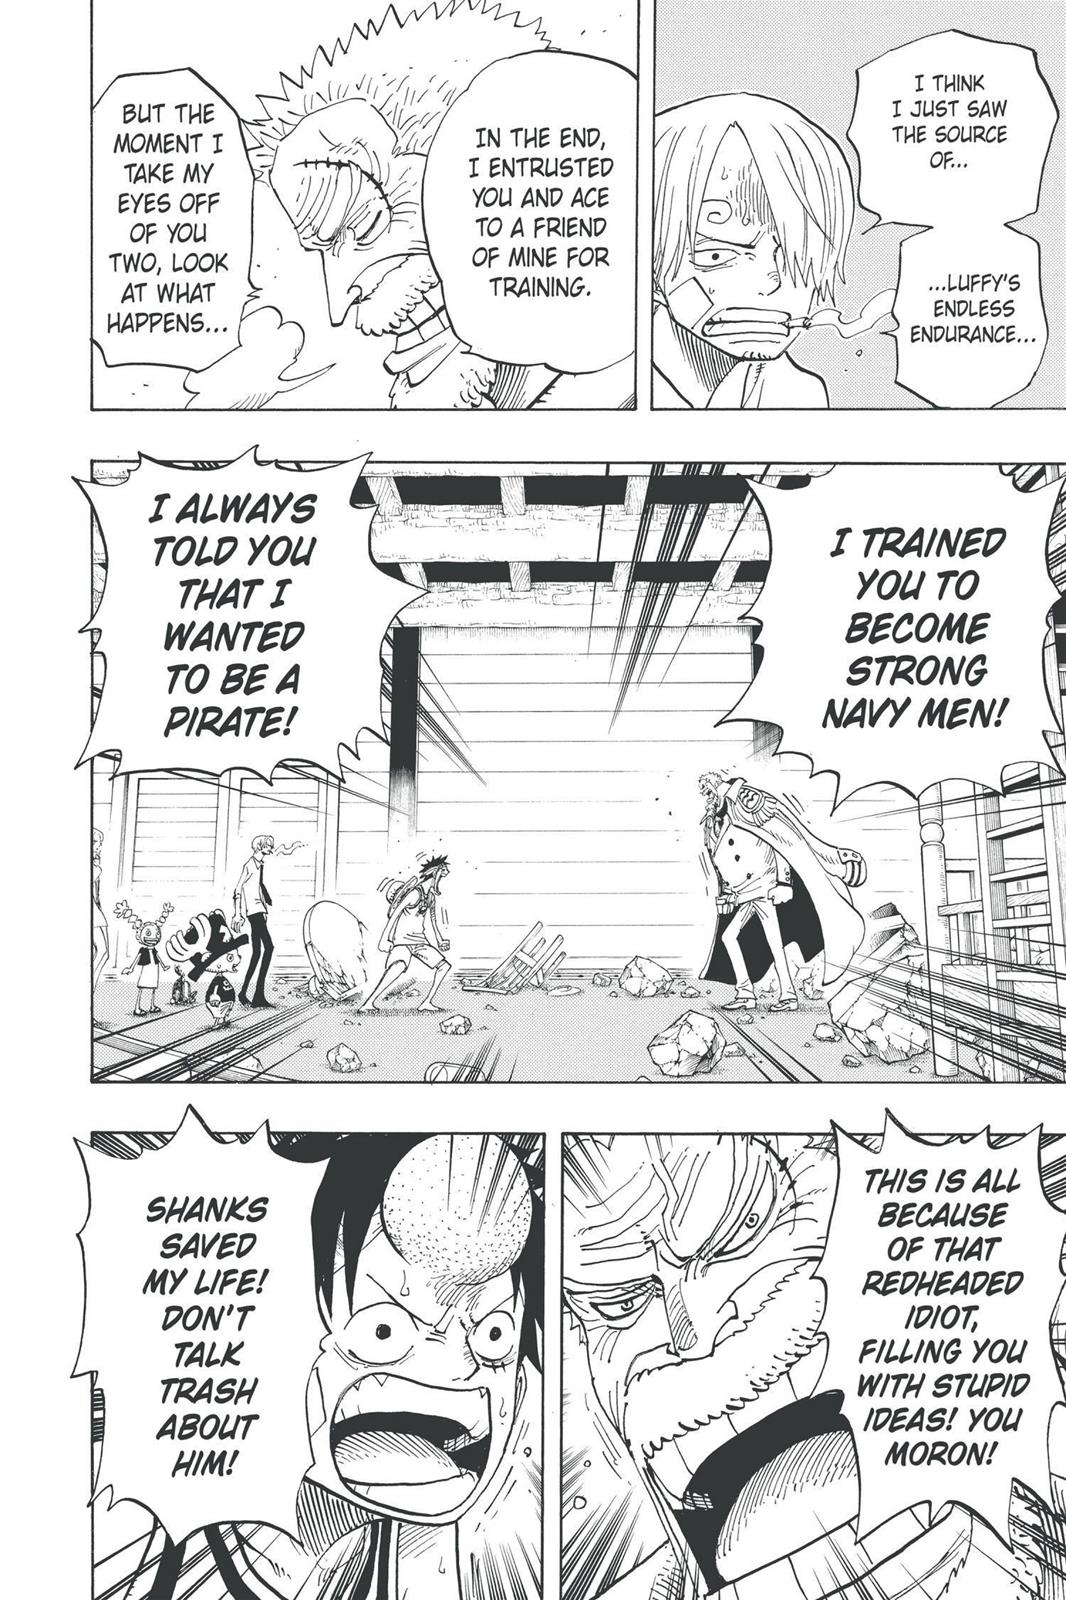 I THINK
I JUST SAW
THE SOURCE
OF...
...LUFFY'S
ENDLESS
ENDURANCE...
IN THE END,
I ENTRUSTED
YOU AND ACE
TO A FRIEND
OF MINE FOR
TRAINING.
BUT THE
MOMENT I
TAKE MY
EYES OFF
OF YOU
TWO, LOOK
AT WHAT
HAPPENS...
I TRAINED
YOU TO
BECOME
STRONG
NAVY MEN!
I ALWAYS
TOLD YOU
THAT I
WANTED
TO BE A
PIRATE!
THIS IS ALL
BECAUSE
OF THAT
REDHEADED
IDIOT,
FILLING YOU
WITH STUPID
IDEAS! YOU
MORON!
SHANKS
SAVED
MY LIFE!
DON'T
TALK
TRASH
ABOUT
HIM!